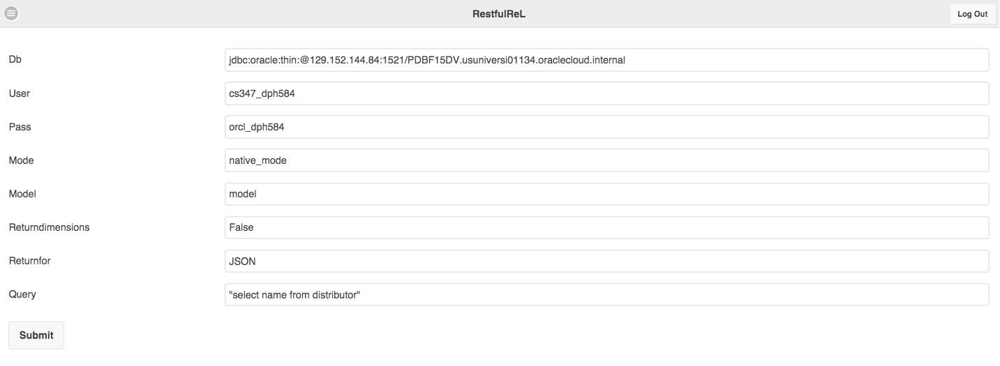 RestfulReL
Log Out
Db jdbc:oracle:thin:@129.152.144.84:1521/PDBF15DV.usuniversi01134.oraclecloud.internal
User cs347_dph584
Pass orcl_dph584
Mode native_mode
Model model
Returndimensions False
Returnfor JSON
Query "select name from distributor"
Submit